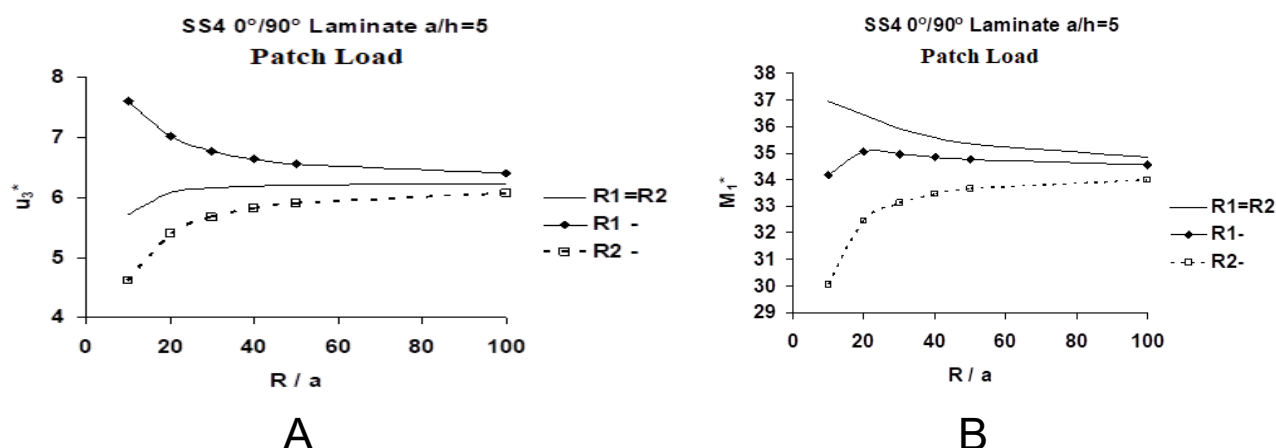 SS4 0°/90° Laminate a/h=5
Patch Load
8
7
6
5
4
u₃*
0 20 40 60 80 100
R / a
R1=R2
R1 -
R2 -
A
SS4 0°/90° Laminate a/h=5
Patch Load
38
37
36
35
34
33
32
31
30
29
M₁*
0 20 40 60 80 100
R / a
R1=R2
R1-
R2-
B